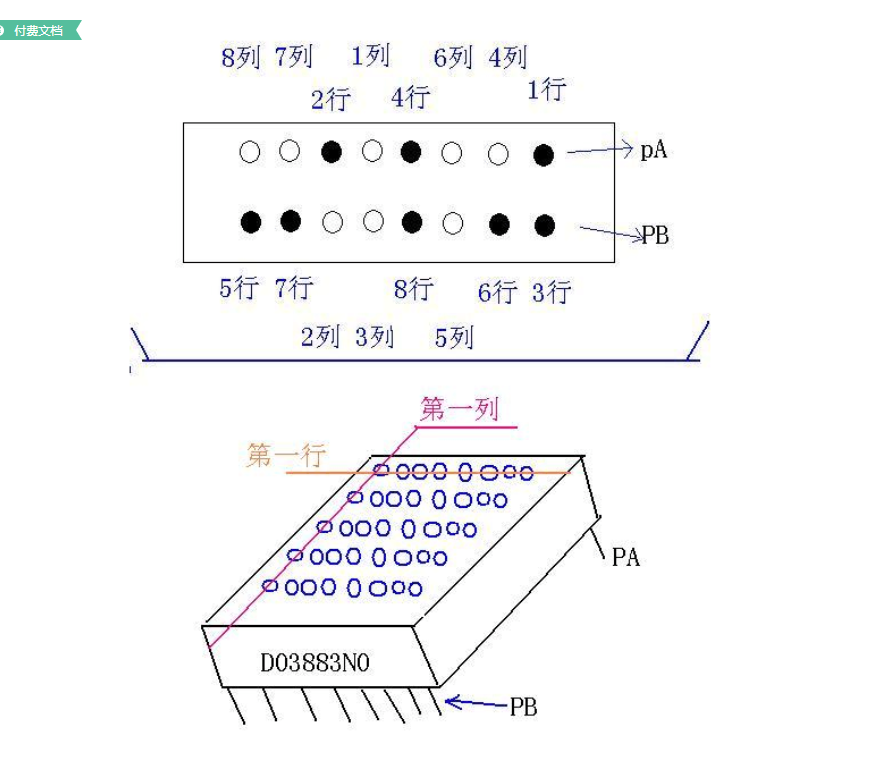 付费文档
8列 7列 1列 6列 4列
2行 4行 1行
pA
PB
5行 7行 8行 6行 3行
2列 3列 5列
第一列
第一行
PA
D03883N0
PB